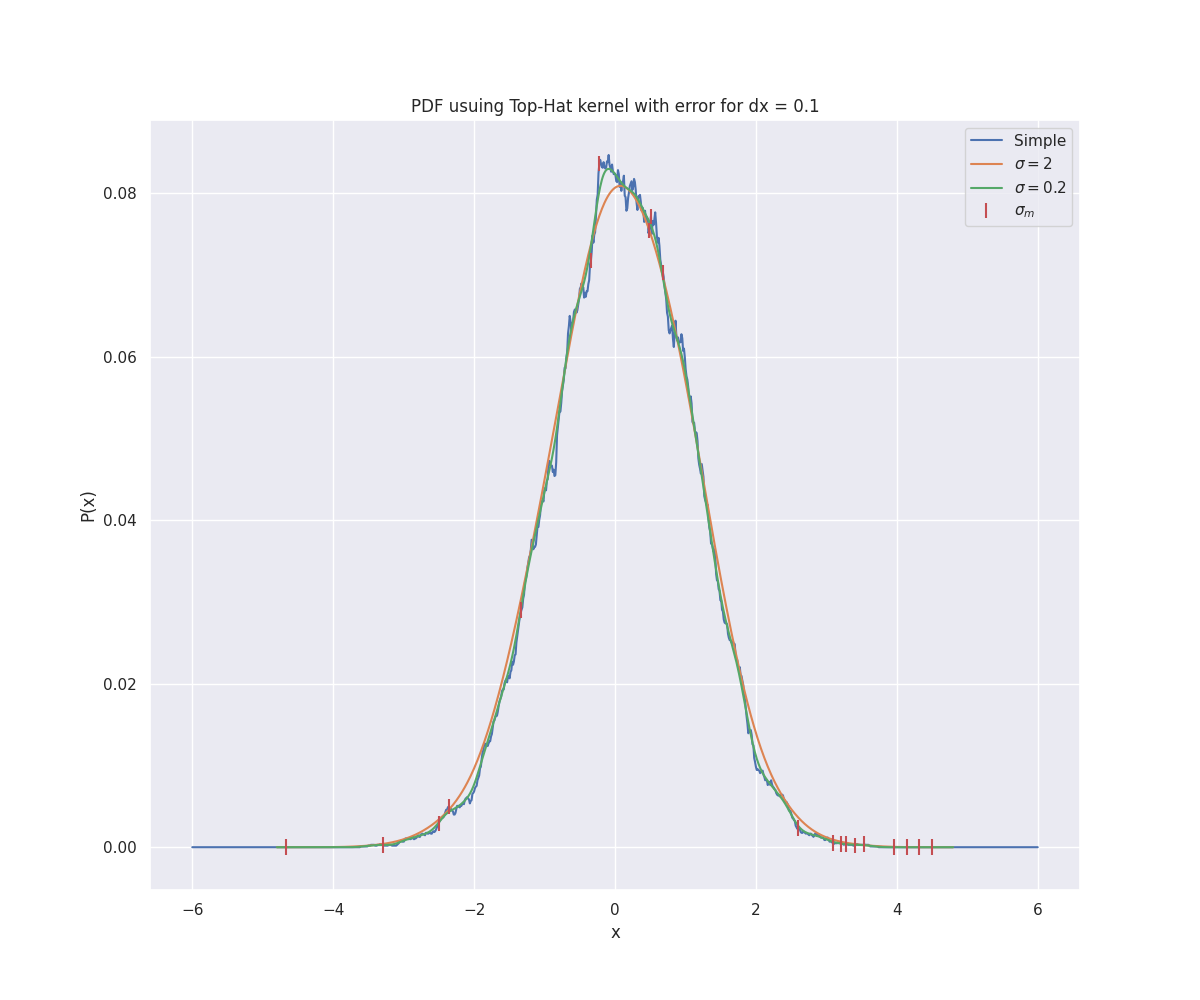 PDF usuing Top-Hat kernel with error for dx = 0.1
Simple
σ = 2
σ = 0.2
σm
P(x)
0.08
0.06
0.04
0.02
0.00
−6 −4 −2 0 2 4 6
x